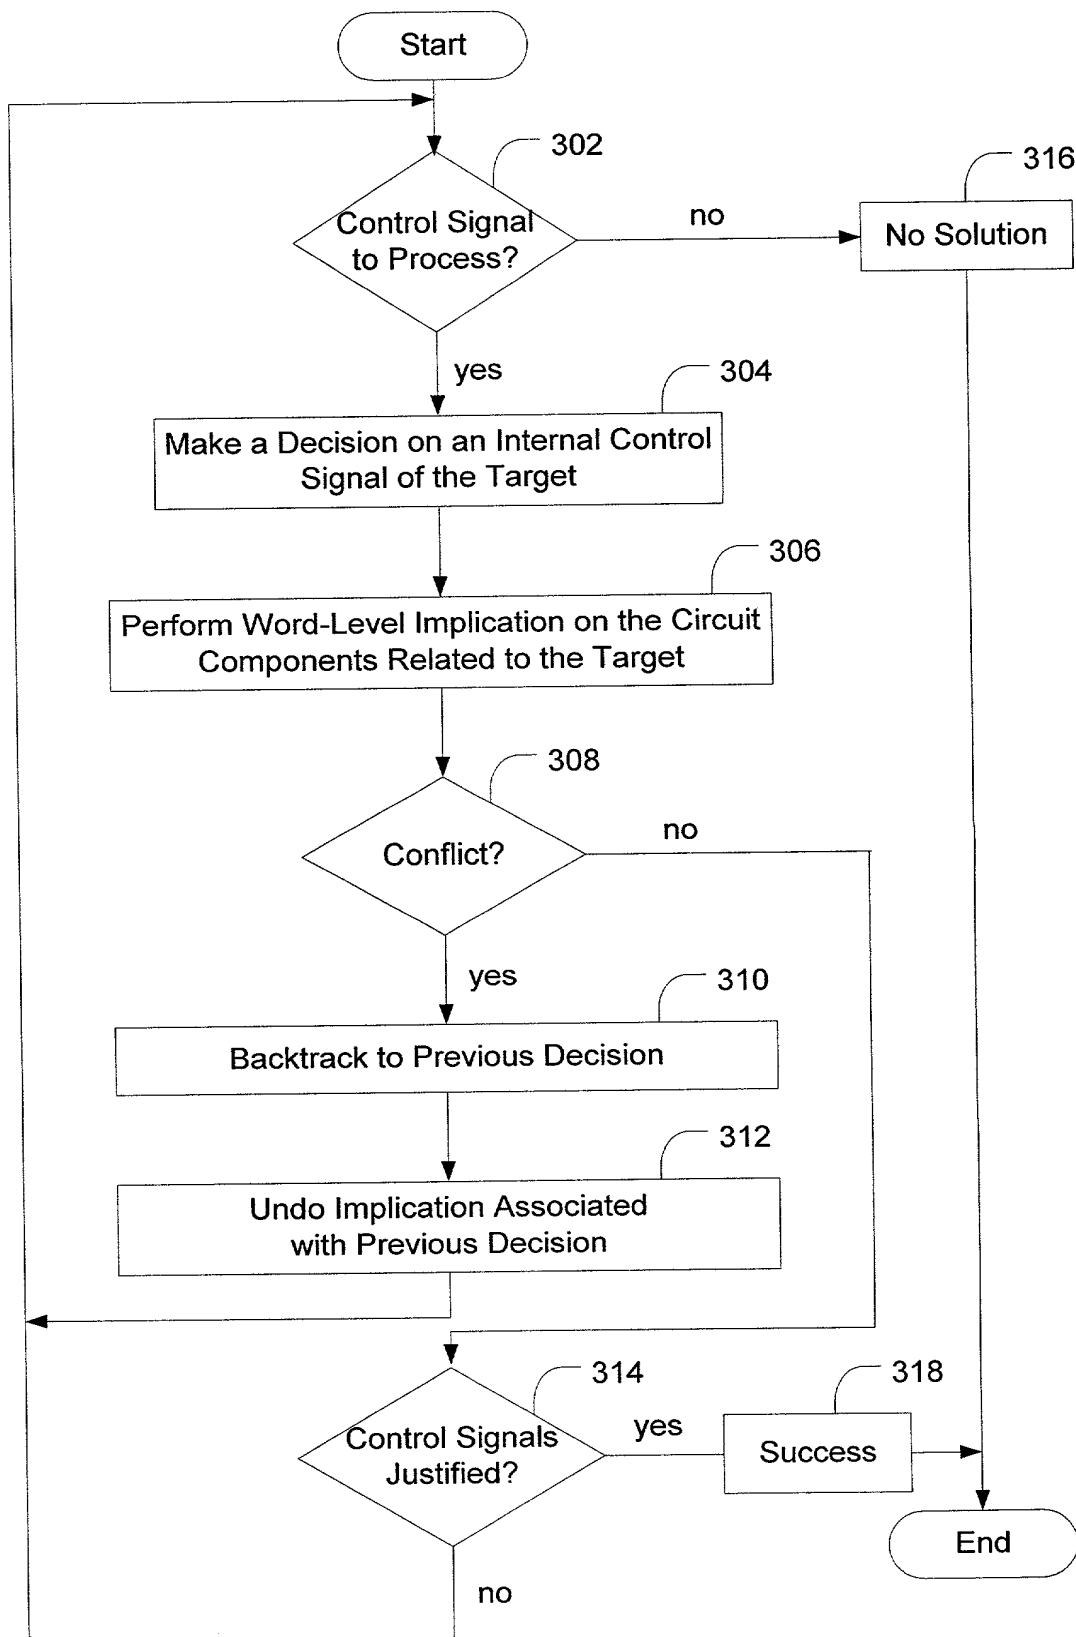 Start
302
316
Control Signal
to Process?
no
No Solution
yes
304
Make a Decision on an Internal Control
Signal of the Target
306
Perform Word-Level Implication on the Circuit
Components Related to the Target
308
no
Conflict?
yes
310
Backtrack to Previous Decision
312
Undo Implication Associated
with Previous Decision
314
318
Control Signals
Justified?
yes
Success
End
no